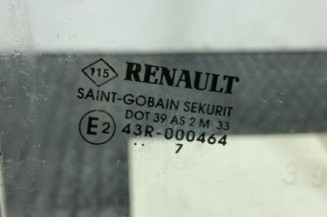 115 RENAULT
SAINT-GOBAIN SEKURIT
DOT 39 AS 2 M 33
E2 43R-000464
.. 7